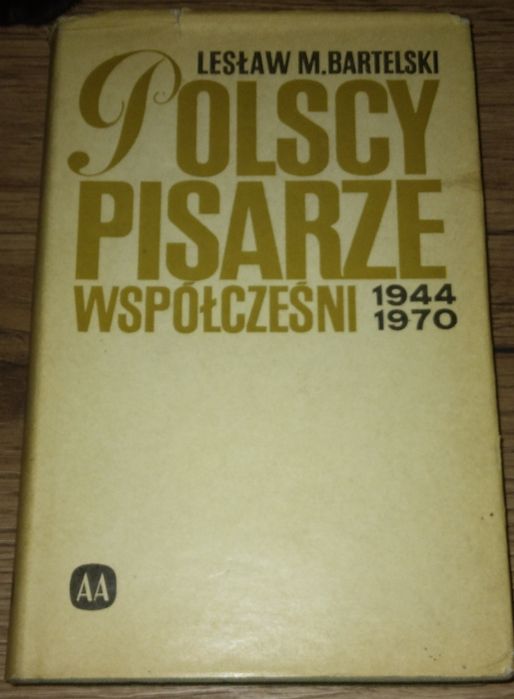 LESŁAW M.BARTELSKI
POLSCY
PISARZE
WSPÓŁCZEŚNI 1944
1970
AA